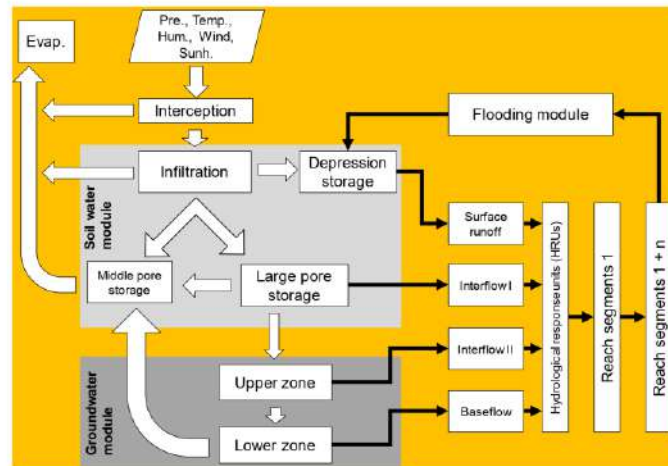 Pre., Temp.,
Hum., Wind,
Sunh.
Evap.
Interception
Flooding module
Soil water
module
Infiltration
Depression
storage
Surface
runoff
Middle pore
storage
Large pore
storage
Interflow I
Hydrological response units (HRUs)
Reach segments 1
Reach segments 1 + n
Groundwater
module
Upper zone
Interflow II
Lower zone
Baseflow